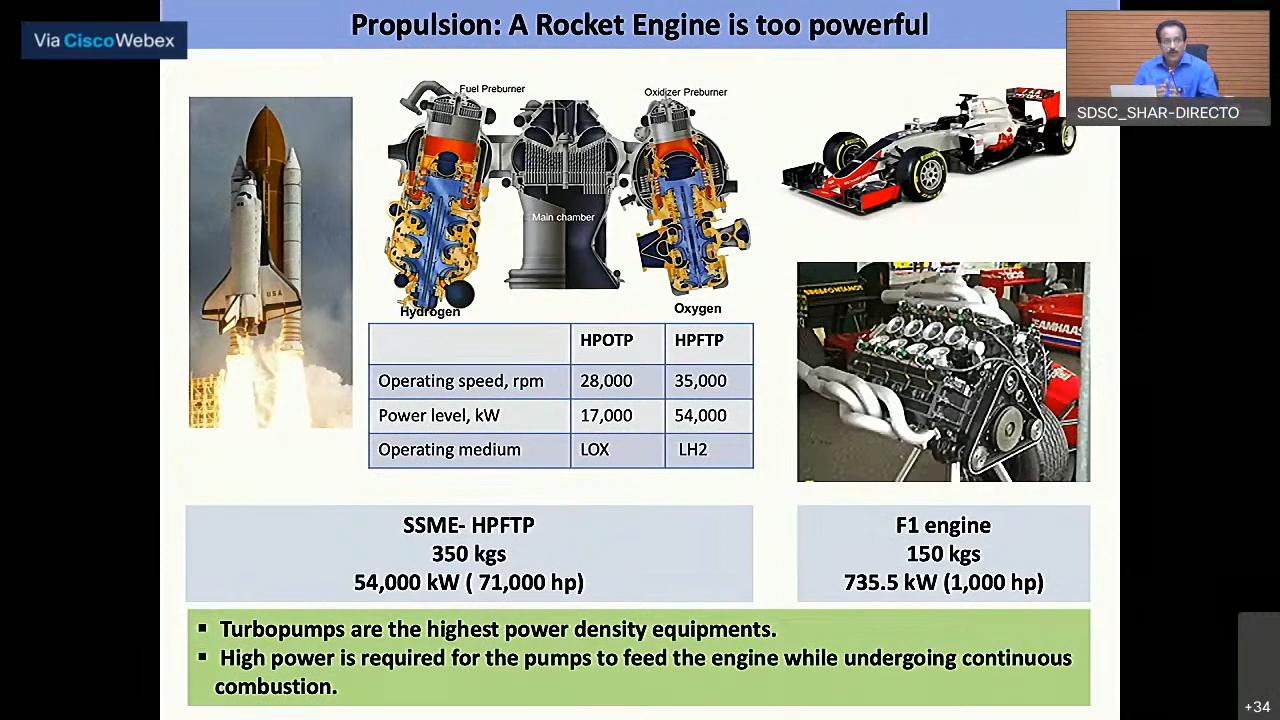 Propulsion: A Rocket Engine is too powerful
Via CiscoWebex
SDSC_SHAR-DIRECTO
Fuel Preburner
Oxidizer Preburner
Main chamber
Hydrogen
Oxygen
USA
HPOTP HPFTP
Operating speed, rpm 28,000 35,000
Power level, kW 17,000 54,000
Operating medium LOX LH2
SSME- HPFTP
350 kgs
54,000 kW ( 71,000 hp)
F1 engine
150 kgs
735.5 kW (1,000 hp)
▪ Turbopumps are the highest power density equipments.
▪ High power is required for the pumps to feed the engine while undergoing continuous
combustion.
+34